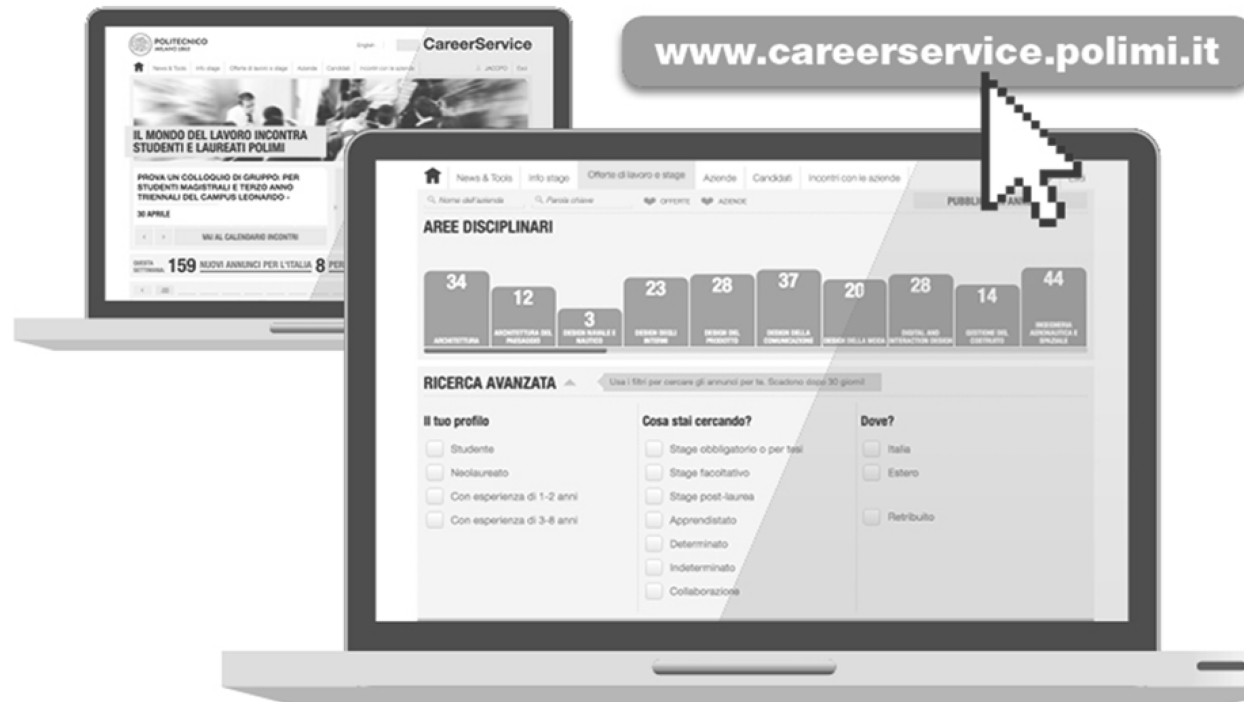 www.careerservice.polimi.it
POLITECNICO
MILANO 1863
English
CareerService
News & Tools Info stage Offerte di lavoro e stage Aziende Candidati Incontri con le aziende JACOPO Esci
IL MONDO DEL LAVORO INCONTRA
STUDENTI E LAUREATI POLIMI
PROVA UN COLLOQUIO DI GRUPPO: PER
STUDENTI MAGISTRALI E TERZO ANNO
TRIENNALI DEL CAMPUS LEONARDO -
30 APRILE
VAI AL CALENDARIO INCONTRI
QUESTA
SETTIMANA: 159 NUOVI ANNUNCI PER L'ITALIA 8 PER
News & Tools Info stage Offerte di lavoro e stage Aziende Candidati Incontri con le aziende
Nome dell'azienda Parola chiave OFFERTE AZIENDE
AREE DISCIPLINARI
34 12 3 23 28 37 20 28 14 44
ARCHITETTURA
ARCHITETTURA DEL
PAESAGGIO
DESIGN NAVALE E
NAUTICO
DESIGN DEGLI
INTERNI
DESIGN DEL
PRODOTTO
DESIGN DELLA
COMUNICAZIONE
DESIGN DELLA MODA
DIGITAL AND
INTERACTION DESIGN
GESTIONE DEL
COSTRUITO
INGEGNERIA
AERONAUTICA E
SPAZIALE
RICERCA AVANZATA
Usa i filtri per cercare gli annunci per te. Scadono dopo 30 giorni!
Il tuo profilo
Studente
Neolaureato
Con esperienza di 1-2 anni
Con esperienza di 3-8 anni
Cosa stai cercando?
Stage obbligatorio o per tesi
Stage facoltativo
Stage post-laurea
Apprendistato
Determinato
Indeterminato
Collaborazione
Dove?
Italia
Estero
Retribuito